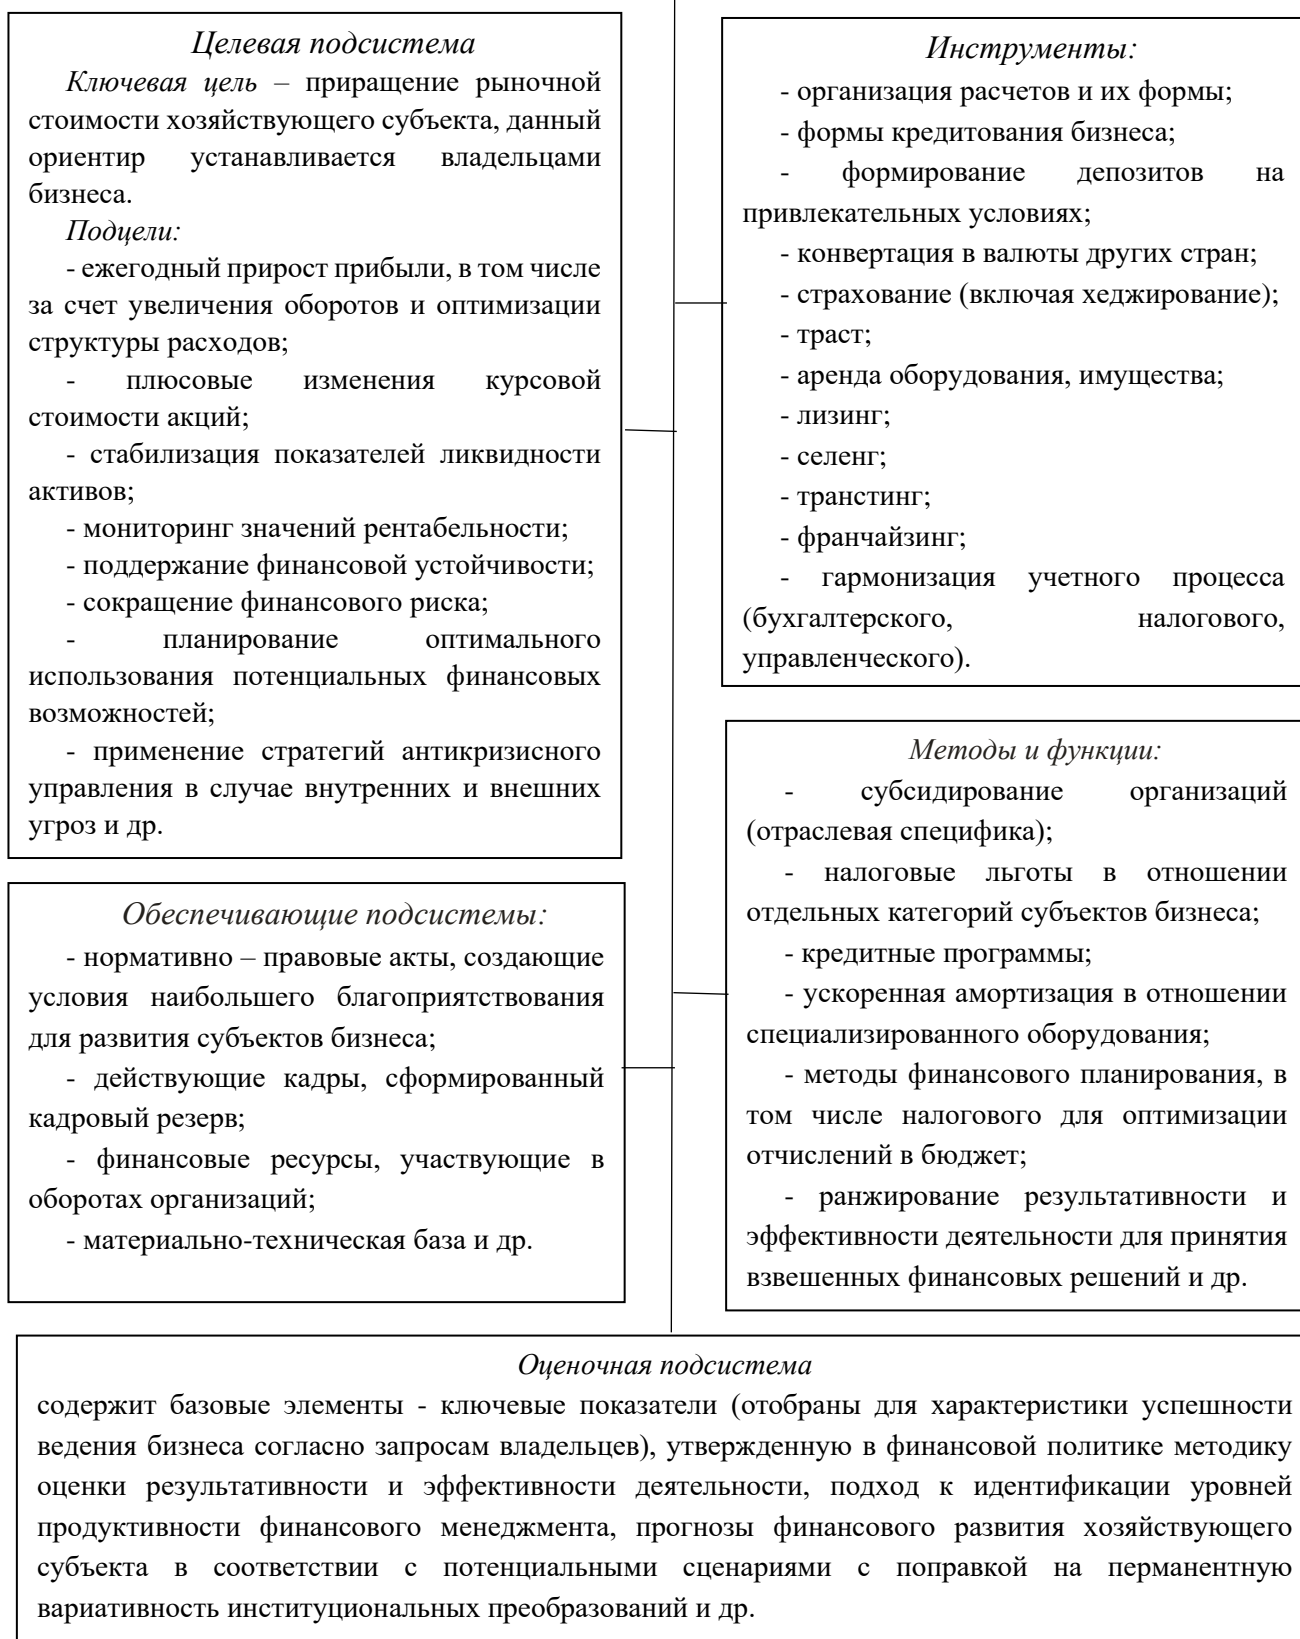 Целевая подсистема
Ключевая цель – приращение рыночной
стоимости хозяйствующего субъекта, данный
ориентир устанавливается владельцами
бизнеса.
Подцели:
- ежегодный прирост прибыли, в том числе
за счет увеличения оборотов и оптимизации
структуры расходов;
- плюсовые изменения курсовой
стоимости акций;
- стабилизация показателей ликвидности
активов;
- мониторинг значений рентабельности;
- поддержание финансовой устойчивости;
- сокращение финансового риска;
- планирование оптимального
использования потенциальных финансовых
возможностей;
- применение стратегий антикризисного
управления в случае внутренних и внешних
угроз и др.
Инструменты:
- организация расчетов и их формы;
- формы кредитования бизнеса;
- формирование депозитов на
привлекательных условиях;
- конвертация в валюты других стран;
- страхование (включая хеджирование);
- траст;
- аренда оборудования, имущества;
- лизинг;
- селенг;
- транстинг;
- франчайзинг;
- гармонизация учетного процесса
(бухгалтерского, налогового,
управленческого).
Обеспечивающие подсистемы:
- нормативно – правовые акты, создающие
условия наибольшего благоприятствования
для развития субъектов бизнеса;
- действующие кадры, сформированный
кадровый резерв;
- финансовые ресурсы, участвующие в
оборотах организаций;
- материально-техническая база и др.
Методы и функции:
- субсидирование организаций
(отраслевая специфика);
- налоговые льготы в отношении
отдельных категорий субъектов бизнеса;
- кредитные программы;
- ускоренная амортизация в отношении
специализированного оборудования;
- методы финансового планирования, в
том числе налогового для оптимизации
отчислений в бюджет;
- ранжирование результативности и
эффективности деятельности для принятия
взвешенных финансовых решений и др.
Оценочная подсистема
содержит базовые элементы - ключевые показатели (отобраны для характеристики успешности
ведения бизнеса согласно запросам владельцев), утвержденную в финансовой политике методику
оценки результативности и эффективности деятельности, подход к идентификации уровней
продуктивности финансового менеджмента, прогнозы финансового развития хозяйствующего
субъекта в соответствии с потенциальными сценариями с поправкой на перманентную
вариативность институциональных преобразований и др.